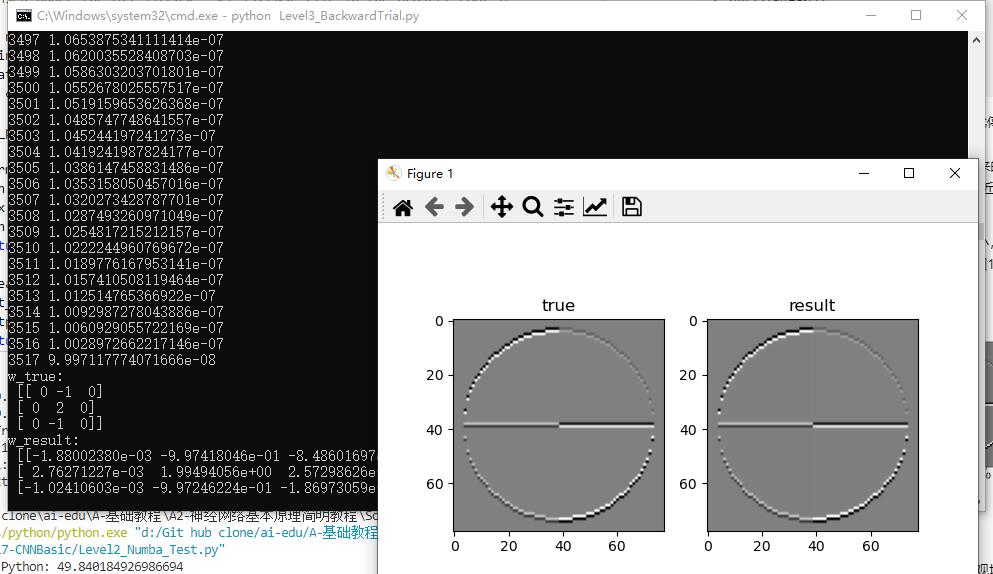 C:\Windows\system32\cmd.exe - python Level3_BackwardTrial.py
3497 1.0653875341111414e-07
3498 1.0620035528408703e-07
3499 1.0586303203701801e-07
3500 1.0552678025557517e-07
3501 1.0519159653626368e-07
3502 1.0485747748641557e-07
3503 1.045244197241273e-07
3504 1.0419241987824177e-07
3505 1.0386147458831486e-07
3506 1.0353158050457016e-07
3507 1.0320273428787701e-07
3508 1.0287493260971049e-07
3509 1.0254817215212157e-07
3510 1.0222244960769672e-07
3511 1.0189776167953141e-07
3512 1.0157410508119464e-07
3513 1.012514765366922e-07
3514 1.0092987278043886e-07
3515 1.0060929055722169e-07
3516 1.0028972662217146e-07
3517 9.997117774071666e-08
w_true:
[[ 0 -1 0]
[ 0 2 0]
[ 0 -1 0]]
w_result:
[[-1.88002380e-03 -9.97418046e-01 -8.48601697
[ 2.76271227e-03 1.99494056e+00 2.57298626e
[-1.02410603e-03 -9.97246224e-01 -1.86973059e
Figure 1
true
result
0
20
40
60
0
20
40
60
0
20
40
60
0
20
40
60
clone\ai-edu\A-基础教程\A2-神经网络基本原理简明教程\So
s/python/python.exe "d:/Git hub clone/ai-edu/A-基础教程
17-CNNBasic/Level2_Numba_Test.py"
Python: 49.840184926986694